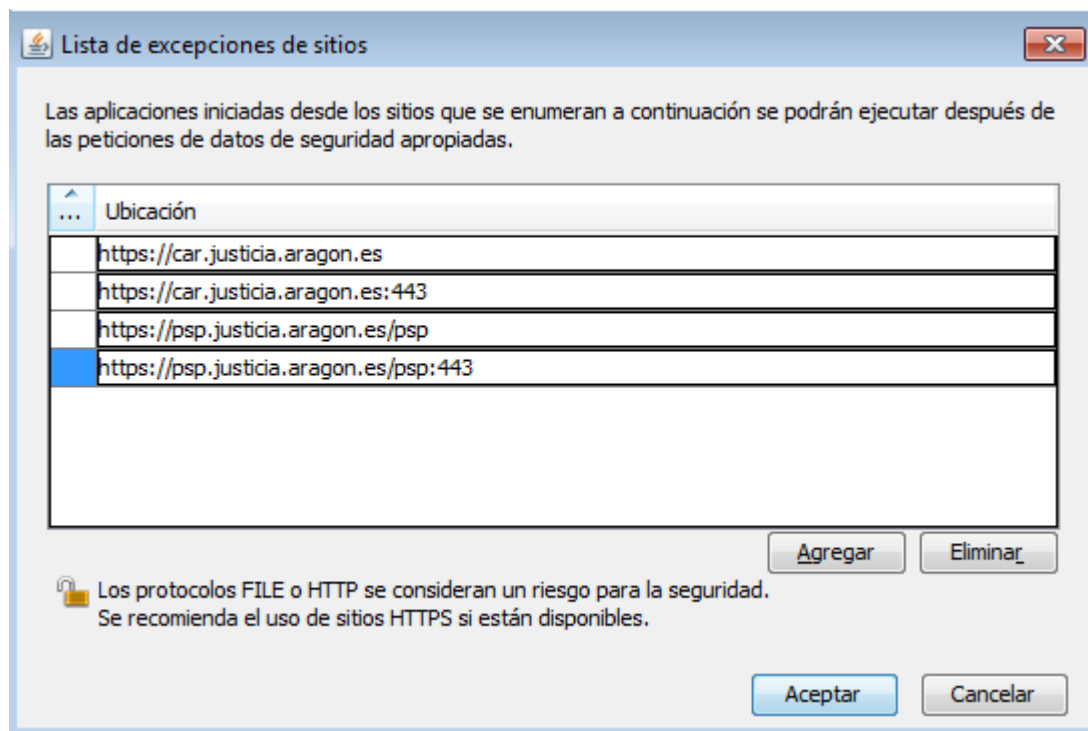 Lista de excepciones de sitios
Las aplicaciones iniciadas desde los sitios que se enumeran a continuación se podrán ejecutar después de
las peticiones de datos de seguridad apropiadas.
... Ubicación
https://car.justicia.aragon.es
https://car.justicia.aragon.es:443
https://psp.justicia.aragon.es/psp
https://psp.justicia.aragon.es/psp:443
Agregar Eliminar
Los protocolos FILE o HTTP se consideran un riesgo para la seguridad.
Se recomienda el uso de sitios HTTPS si están disponibles.
Aceptar Cancelar